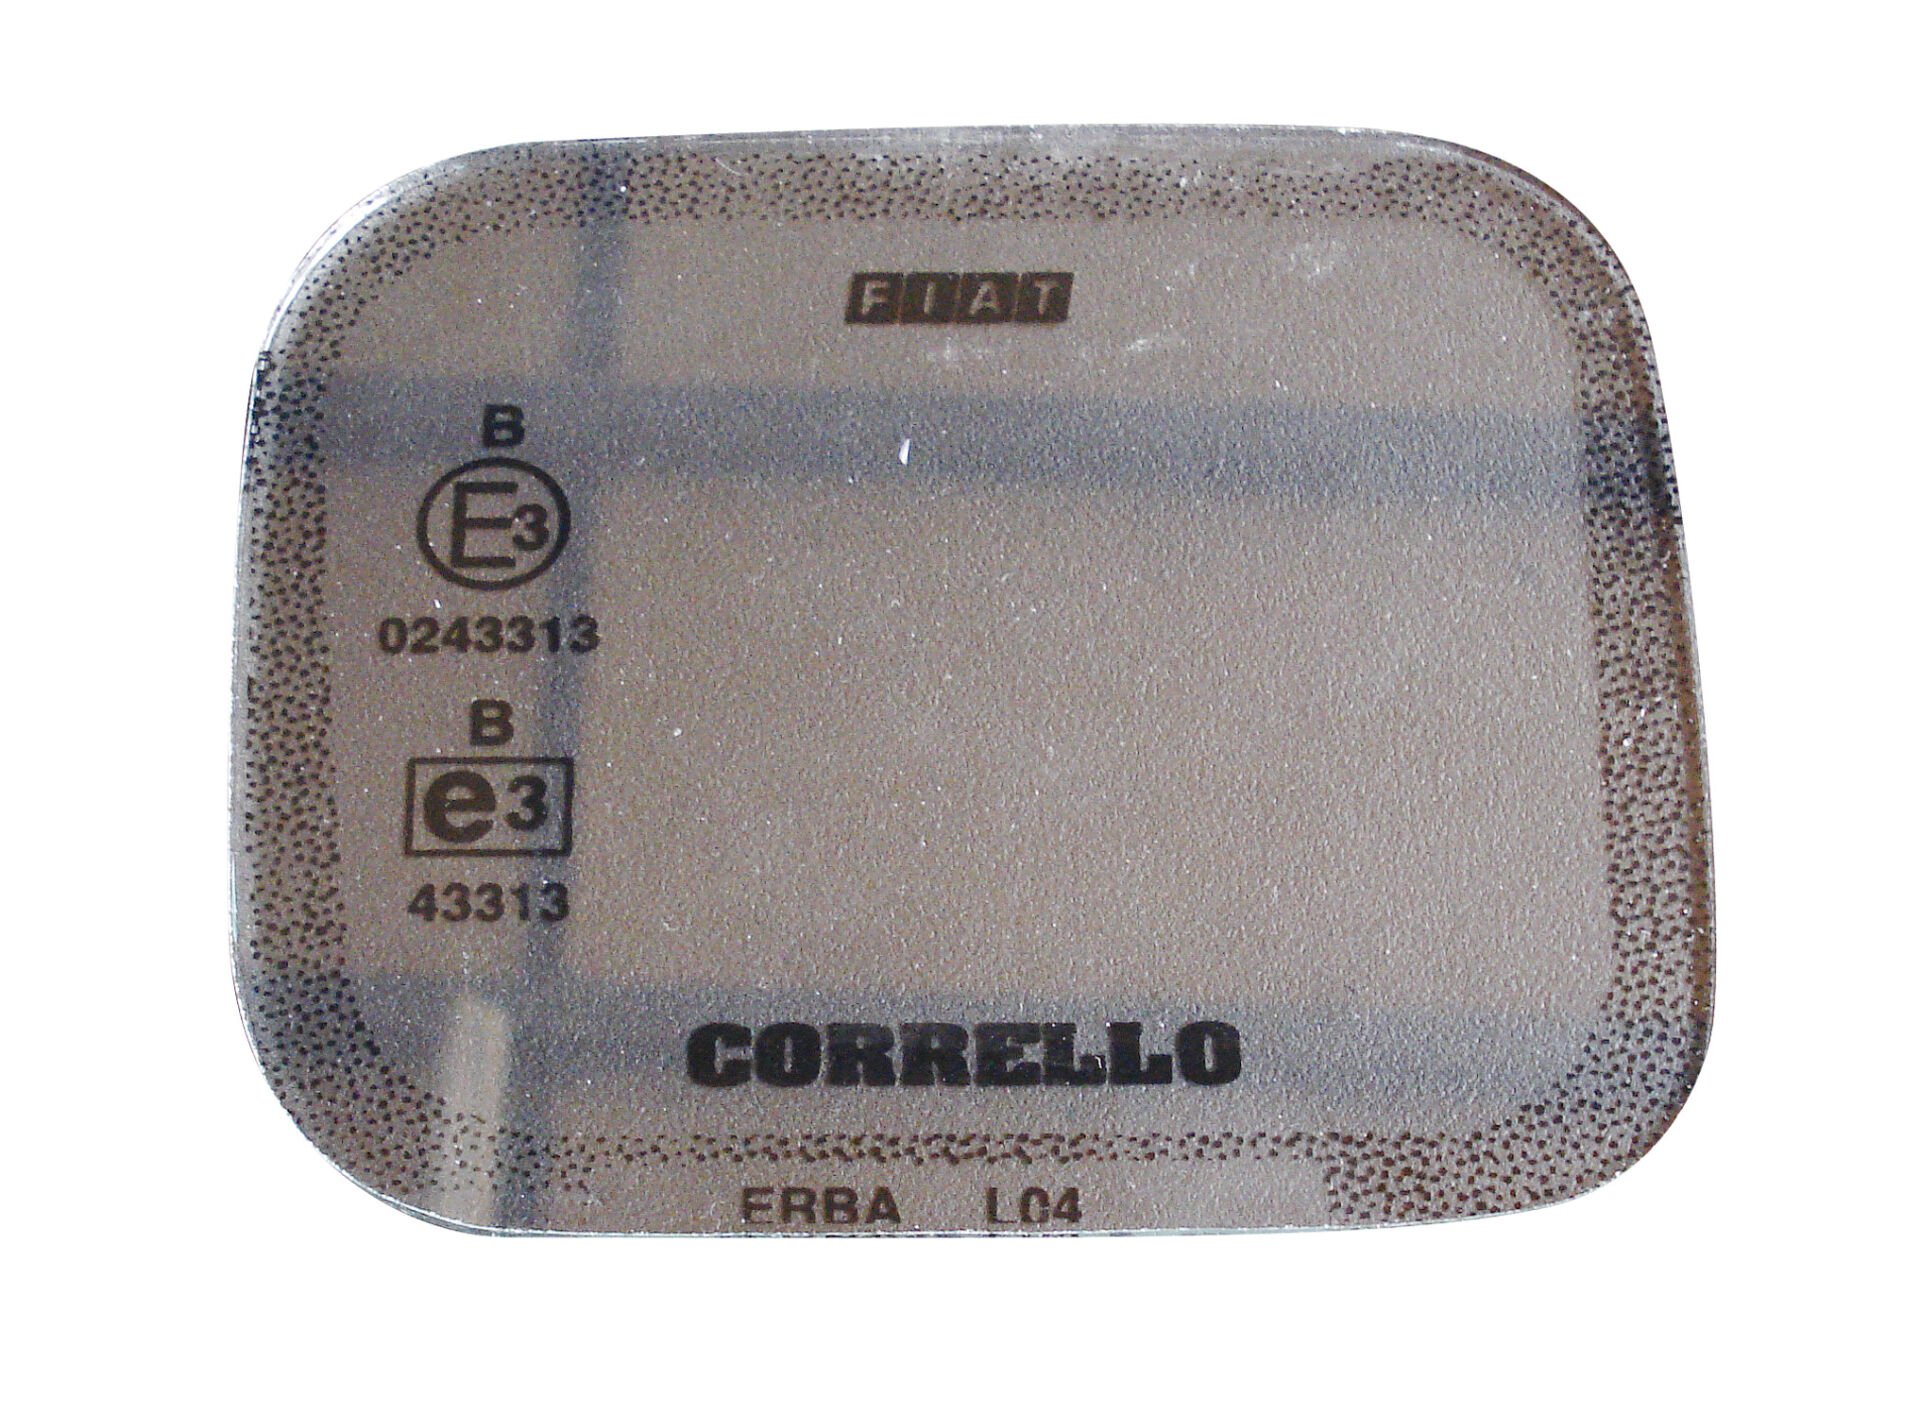 FIAT
B
E3
0243313
B
e3
43313
CORRELLO
ERBA L04